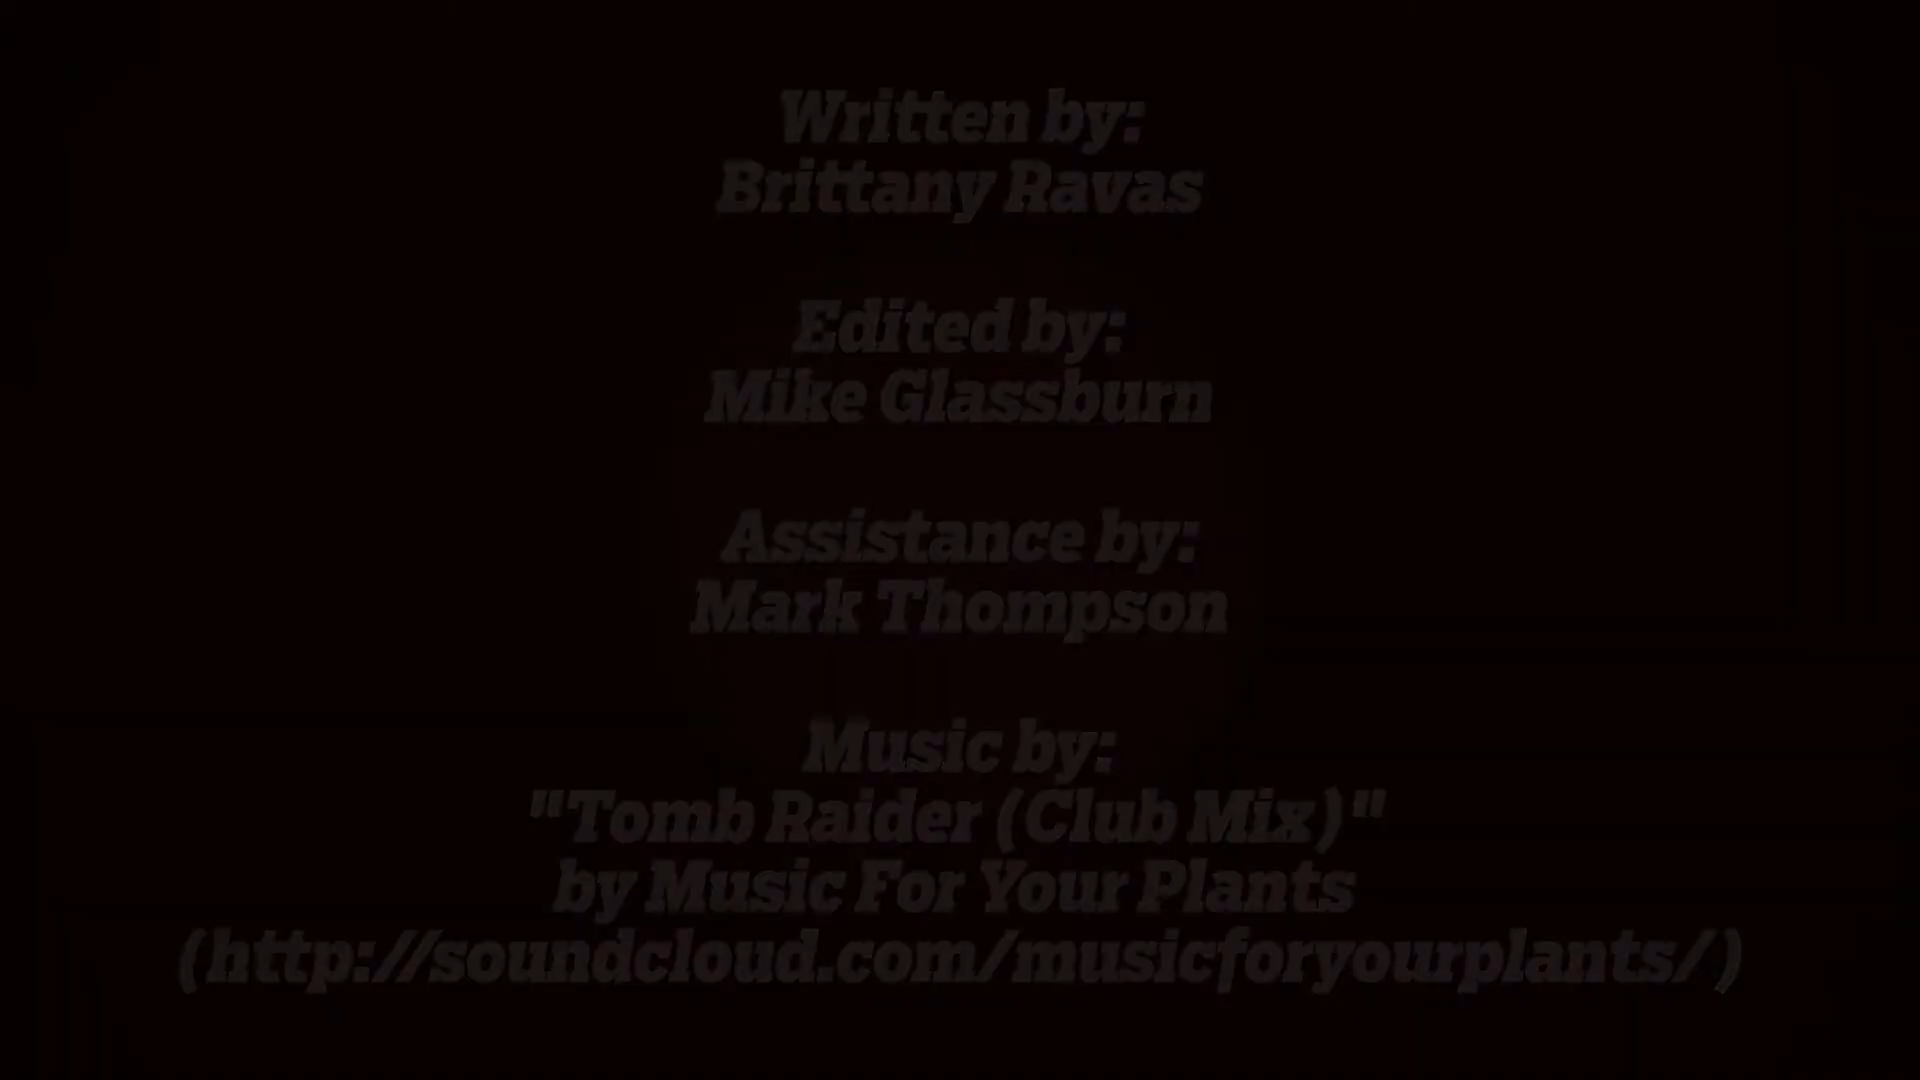 Written by:
Brittany Ravas
Edited by:
Mike Glassburn
Assistance by:
Mark Thompson
Music by:
"Tomb Raider (Club Mix)"
by Music For Your Plants
(http://soundcloud.com/musicforyourplants/)